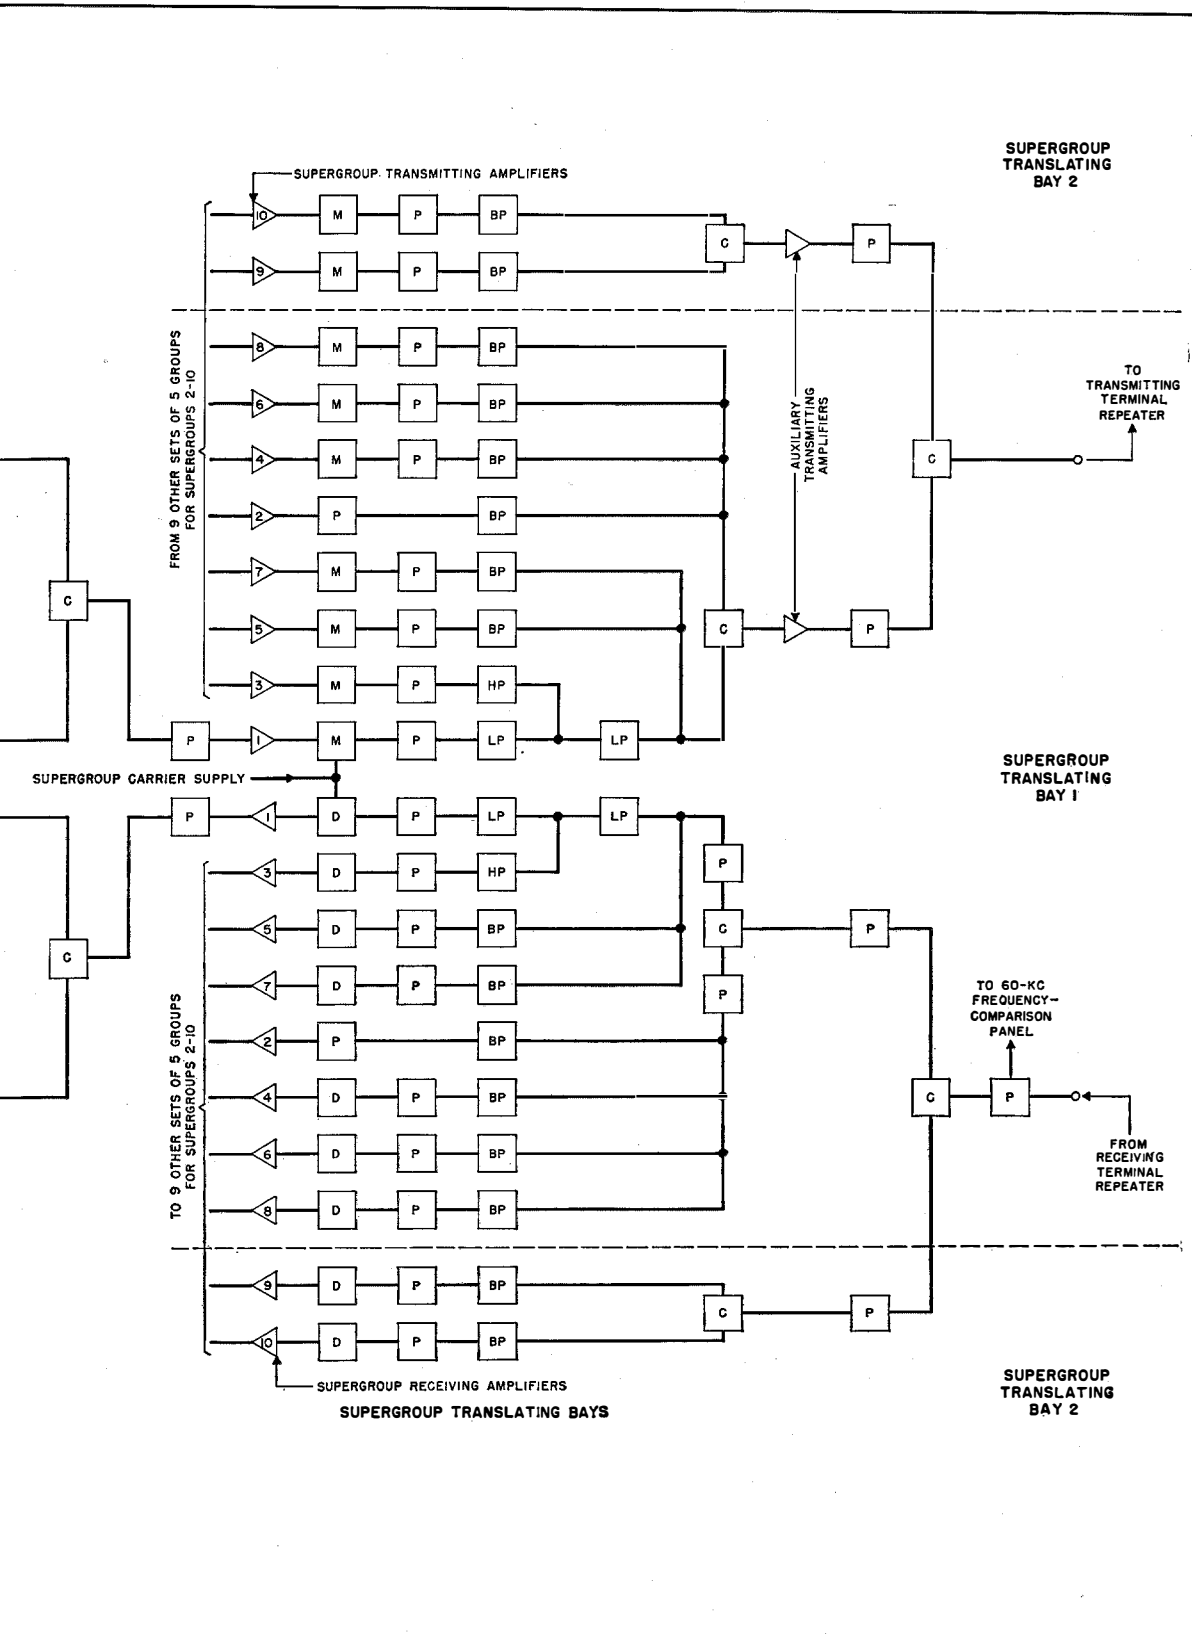 SUPERGROUP
TRANSLATING
BAY 2
SUPERGROUP TRANSMITTING AMPLIFIERS
10 M P BP
C P
9 M P BP
FROM 9 OTHER SETS OF 5 GROUPS
FOR SUPERGROUPS 2-10
8 M P BP
6 M P BP
4 M P BP
2 P BP
7 M P BP
5 M P BP
3 M P HP
P 1 M P LP LP
C
C P
C
AUXILIARY
TRANSMITTING
AMPLIFIERS
TO
TRANSMITTING
TERMINAL
REPEATER
SUPERGROUP CARRIER SUPPLY
SUPERGROUP
TRANSLATING
BAY 1
P 1 D P LP LP
3 D P HP P
5 D P BP C P
7 D P BP P
2 P BP
4 D P BP
6 D P BP
8 D P BP
C
TO 9 OTHER SETS OF 5 GROUPS
FOR SUPERGROUPS 2-10
TO 60-KC
FREQUENCY-
COMPARISON
PANEL
C P
FROM
RECEIVING
TERMINAL
REPEATER
9 D P BP
C P
10 D P BP
SUPERGROUP RECEIVING AMPLIFIERS
SUPERGROUP TRANSLATING BAYS
SUPERGROUP
TRANSLATING
BAY 2